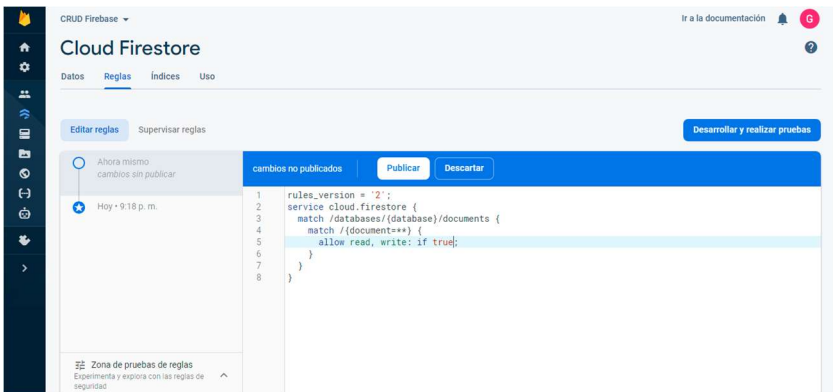 CRUD Firebase
Ir a la documentación
G
Cloud Firestore
Datos Reglas Índices Uso
Editar reglas Supervisar reglas
Desarrollar y realizar pruebas
Ahora mismo
cambios sin publicar
Hoy • 9:18 p. m.
cambios no publicados Publicar Descartar
1 rules_version = '2';
2 service cloud.firestore {
3 match /databases/{database}/documents {
4 match /{document=**} {
5 allow read, write: if true;
6 }
7 }
8 }
Zona de pruebas de reglas
Experimenta y explora con las reglas de
seguridad